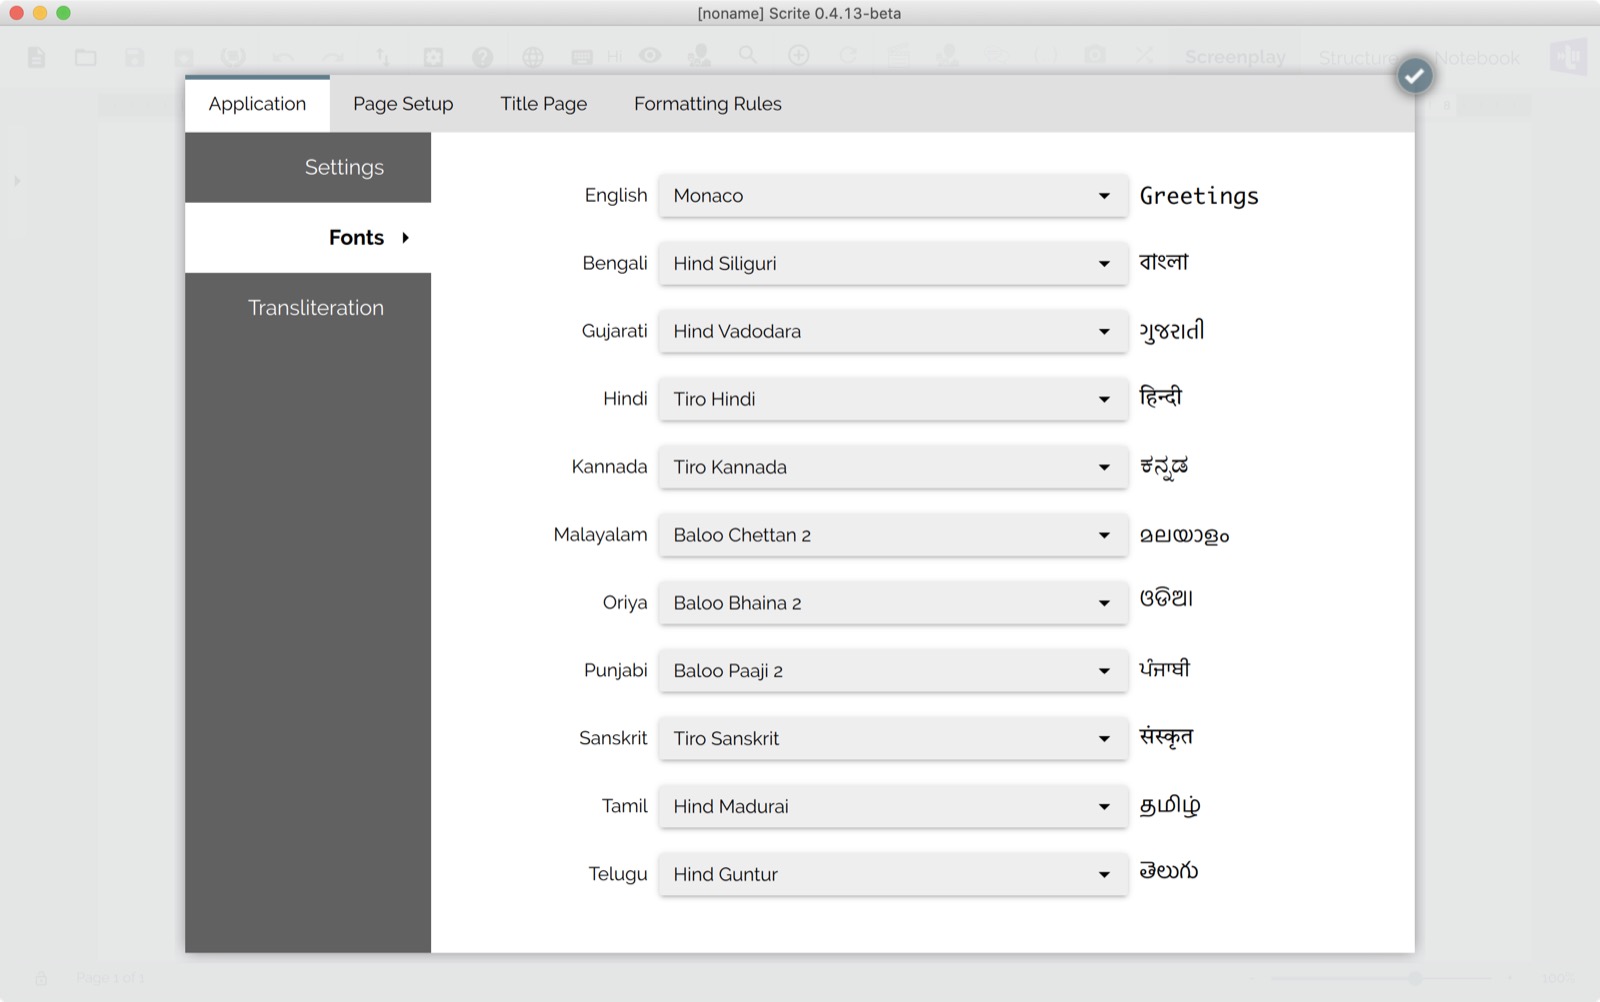 [noname] Scrite 0.4.13-beta
Hi
Screenplay Structure Notebook
Application Page Setup Title Page Formatting Rules
8
Settings
Fonts
Transliteration
English Monaco Greetings
Bengali Hind Siliguri বাংলা
Gujarati Hind Vadodara ગુજરાતી
Hindi Tiro Hindi हिन्दी
Kannada Tiro Kannada ಕನ್ನಡ
Malayalam Baloo Chettan 2 മലയാളം
Oriya Baloo Bhaina 2 ଓଡିଆ
Punjabi Baloo Paaji 2 ਪੰਜਾਬੀ
Sanskrit Tiro Sanskrit संस्कृत
Tamil Hind Madurai தமிழ்
Telugu Hind Guntur తెలుగు
Page 1 of 1 100%